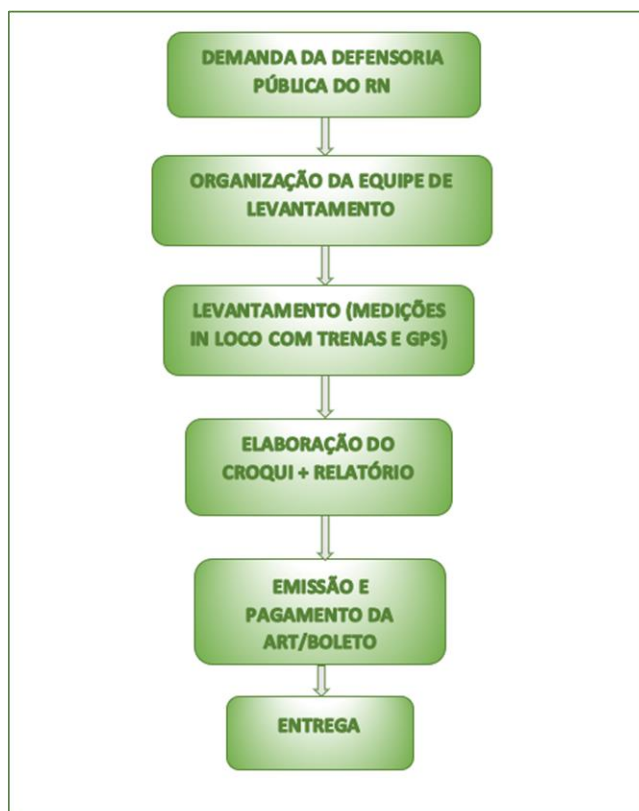 DEMANDA DA DEFENSORIA
PÚBLICA DO RN
ORGANIZAÇÃO DA EQUIPE DE
LEVANTAMENTO
LEVANTAMENTO (MEDIÇÕES
IN LOCO COM TRENAS E GPS)
ELABORAÇÃO DO
CROQUI + RELATÓRIO
EMISSÃO E
PAGAMENTO DA
ART/BOLETO
ENTREGA